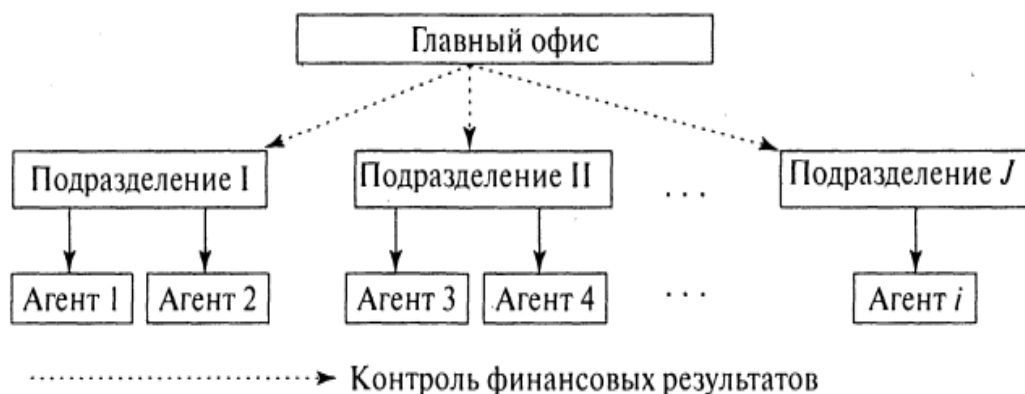 Главный офис
Подразделение I
Подразделение II
. . .
Подразделение J
Агент 1
Агент 2
Агент 3
Агент 4
. . .
Агент i
Контроль финансовых результатов